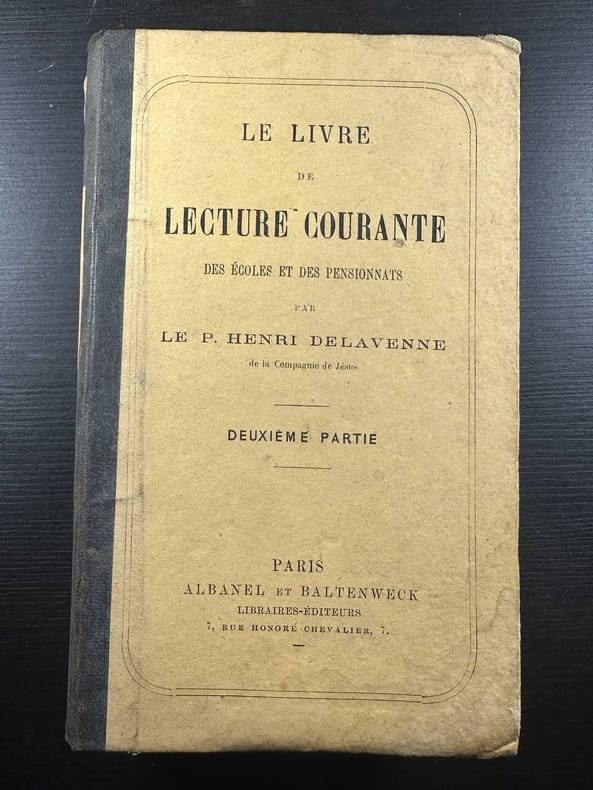 LE LIVRE
DE
LECTURE COURANTE
DES ÉCOLES ET DES PENSIONNATS
PAR
LE P. HENRI DELAVENNE
de la Compagnie de Jésus
DEUXIÈME PARTIE
PARIS
ALBANEL ET BALTENWECK
LIBRAIRES-ÉDITEURS
7, RUE HONORÉ-CHEVALIER, 7.